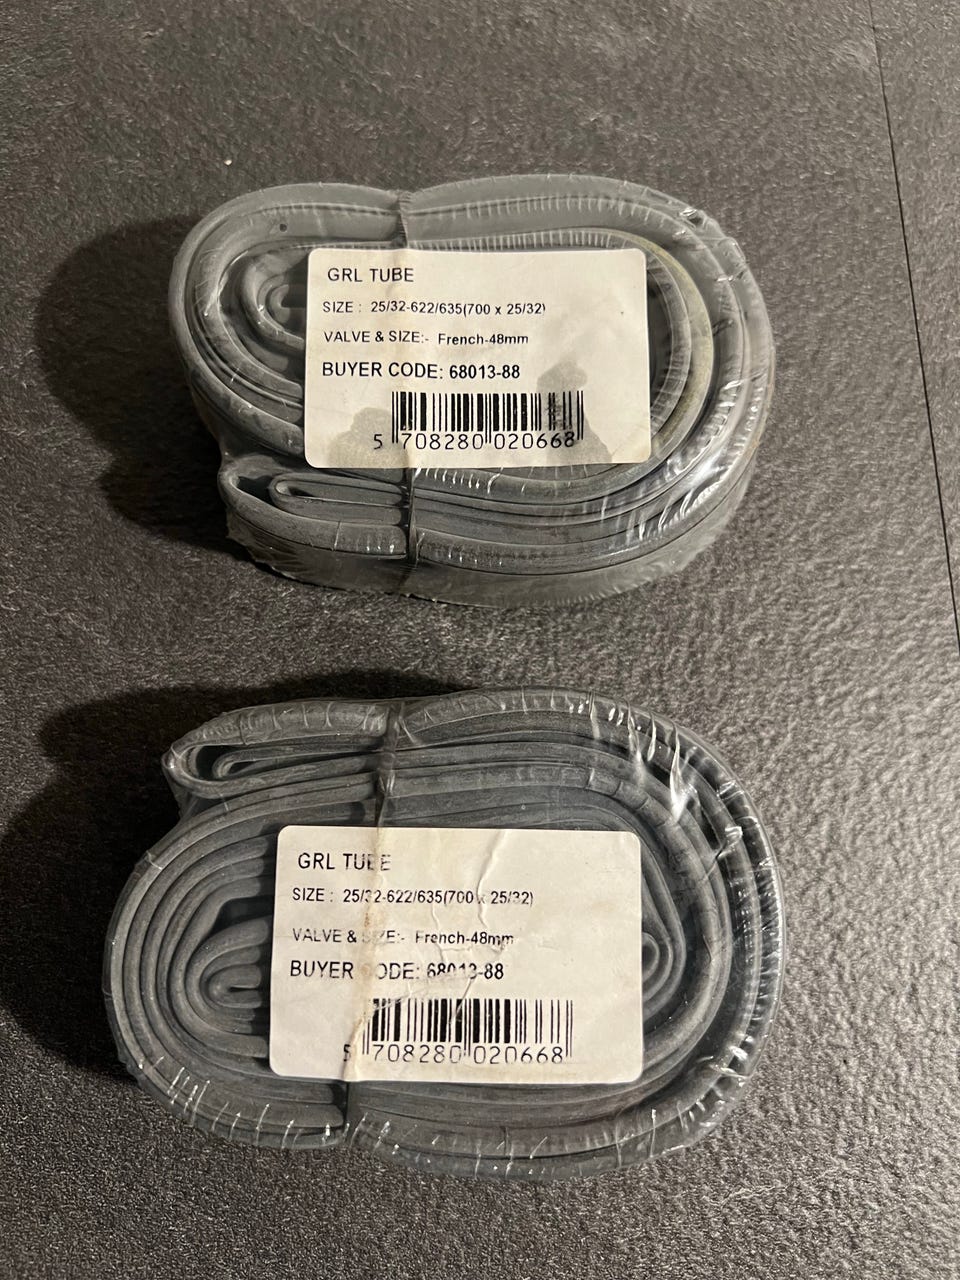 GRL TUBE
SIZE : 25/32-622/635(700 x 25/32)
VALVE & SIZE:- French-48mm
BUYER CODE: 68013-88
5 708280 020668
GRL TUBE
SIZE : 25/32-622/635(700 x 25/32)
VALVE & SIZE:- French-48mm
BUYER CODE: 68013-88
5 708280 020668